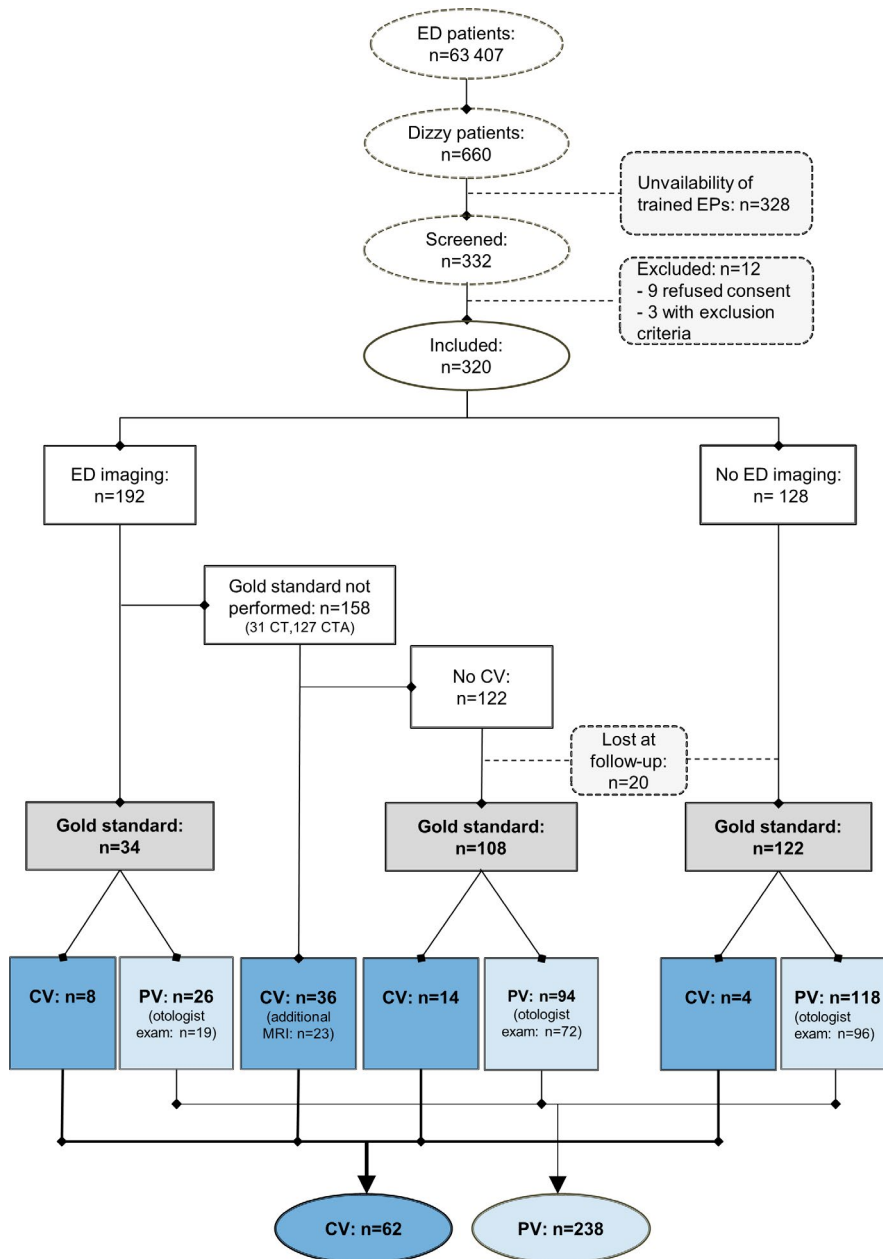 ED patients:
n=63 407
Dizzy patients:
n=660
Unvailability of
trained EPs: n=328
Screened:
n=332
Excluded: n=12
- 9 refused consent
- 3 with exclusion
criteria
Included:
n=320
ED imaging:
n=192
No ED imaging:
n= 128
Gold standard not
performed: n=158
(31 CT,127 CTA)
No CV:
n=122
Lost at
follow-up:
n=20
Gold standard:
n=34
Gold standard:
n=108
Gold standard:
n=122
CV: n=8
PV: n=26
(otologist
exam: n=19)
CV: n=36
(additional
MRI: n=23)
CV: n=14
PV: n=94
(otologist
exam: n=72)
CV: n=4
PV: n=118
(otologist
exam: n=96)
CV: n=62
PV: n=238